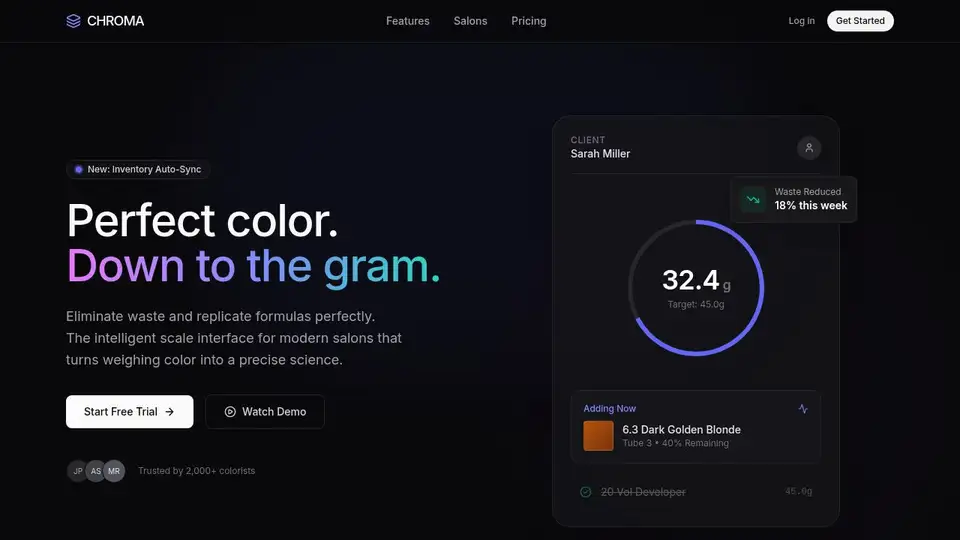 CHROMA
Features
Salons
Pricing
Log in
Get Started
New: Inventory Auto-Sync
Perfect color.
Down to the gram.
Eliminate waste and replicate formulas perfectly.
The intelligent scale interface for modern salons that
turns weighing color into a precise science.
Start Free Trial
Watch Demo
JP
AS
MR
Trusted by 2,000+ colorists
CLIENT
Sarah Miller
Waste Reduced
18% this week
32.4g
Target: 45.0g
Adding Now
6.3 Dark Golden Blonde
Tube 3 • 40% Remaining
20 Vol Developer
45.0g